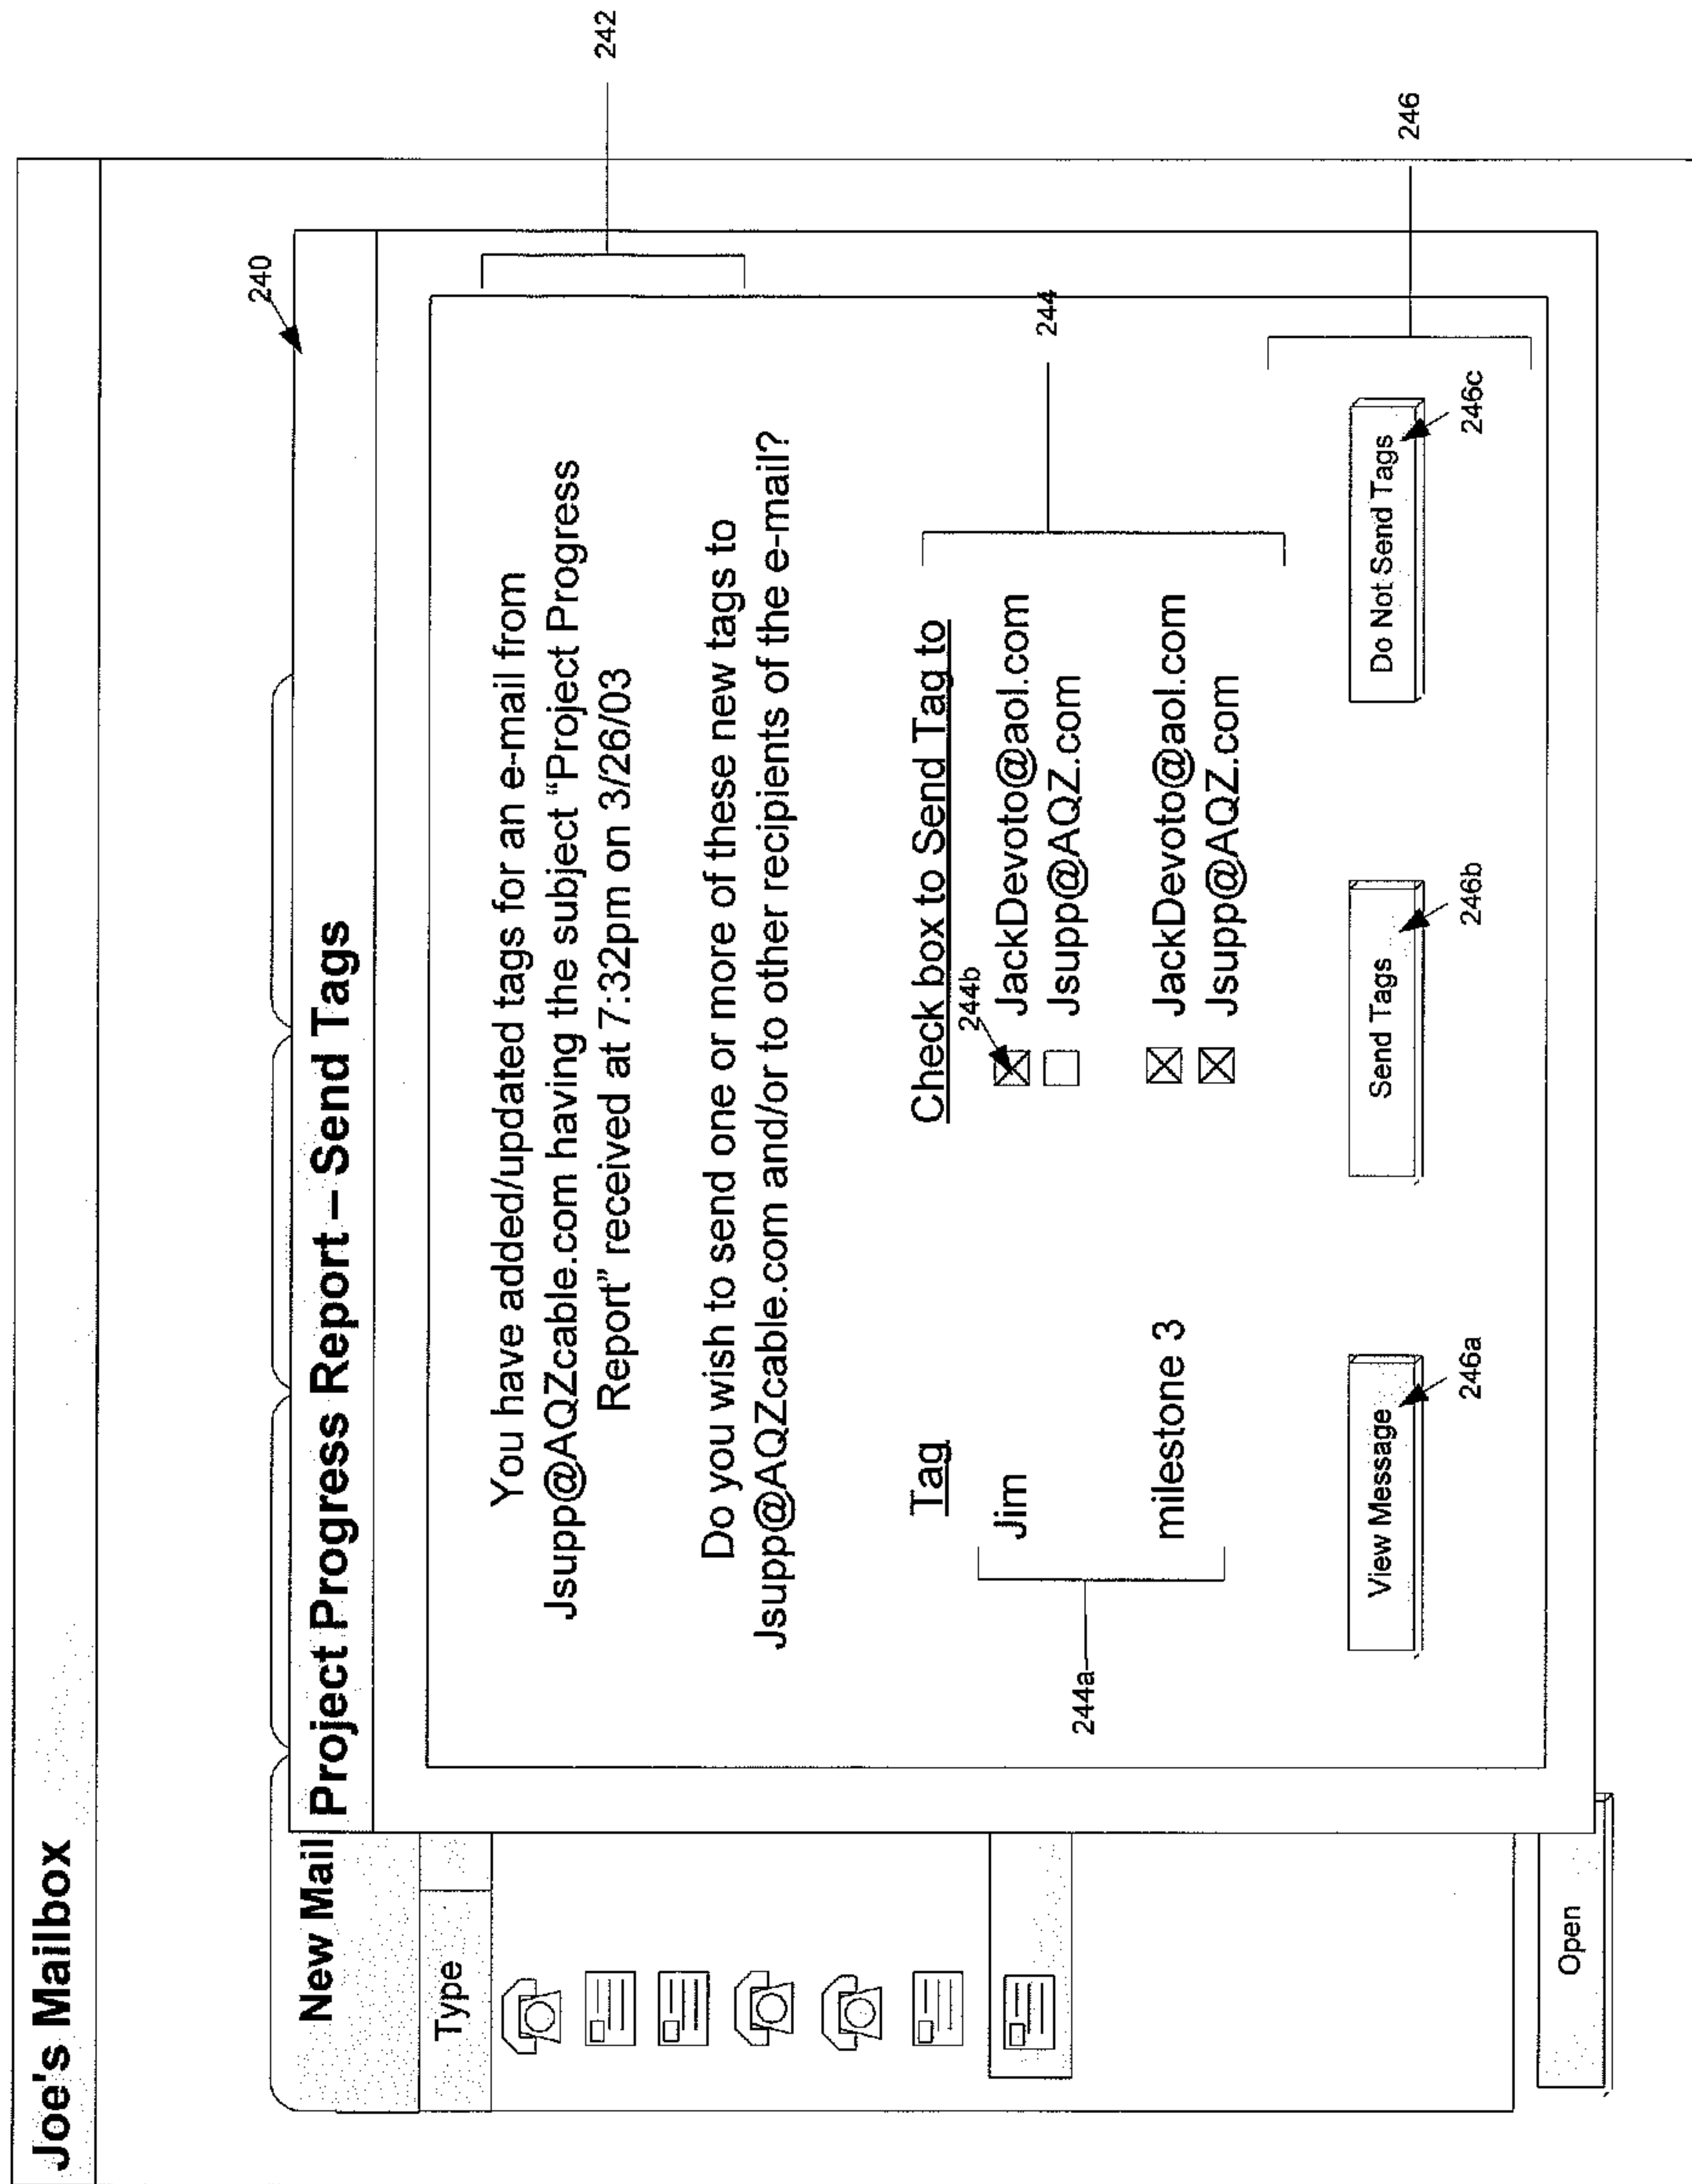 Joe's Mailbox
240
New Mail
Project Progress Report – Send Tags
Type
242
You have added/updated tags for an e-mail from
Jsupp@AQZcable.com having the subject “Project Progress
Report” received at 7:32pm on 3/26/03
Do you wish to send one or more of these new tags to
Jsupp@AQZcable.com and/or to other recipients of the e-mail?
Tag
Check box to Send Tag to
244b
244
Jim
JackDevoto@aol.com
Jsupp@AQZ.com
244a
milestone 3
JackDevoto@aol.com
Jsupp@AQZ.com
View Message
Send Tags
Do Not Send Tags
246
246a
246b
246c
Open